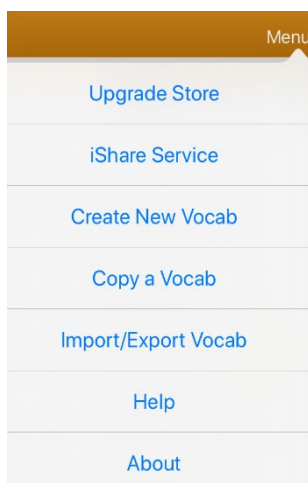 Menu
Upgrade Store
iShare Service
Create New Vocab
Copy a Vocab
Import/Export Vocab
Help
About